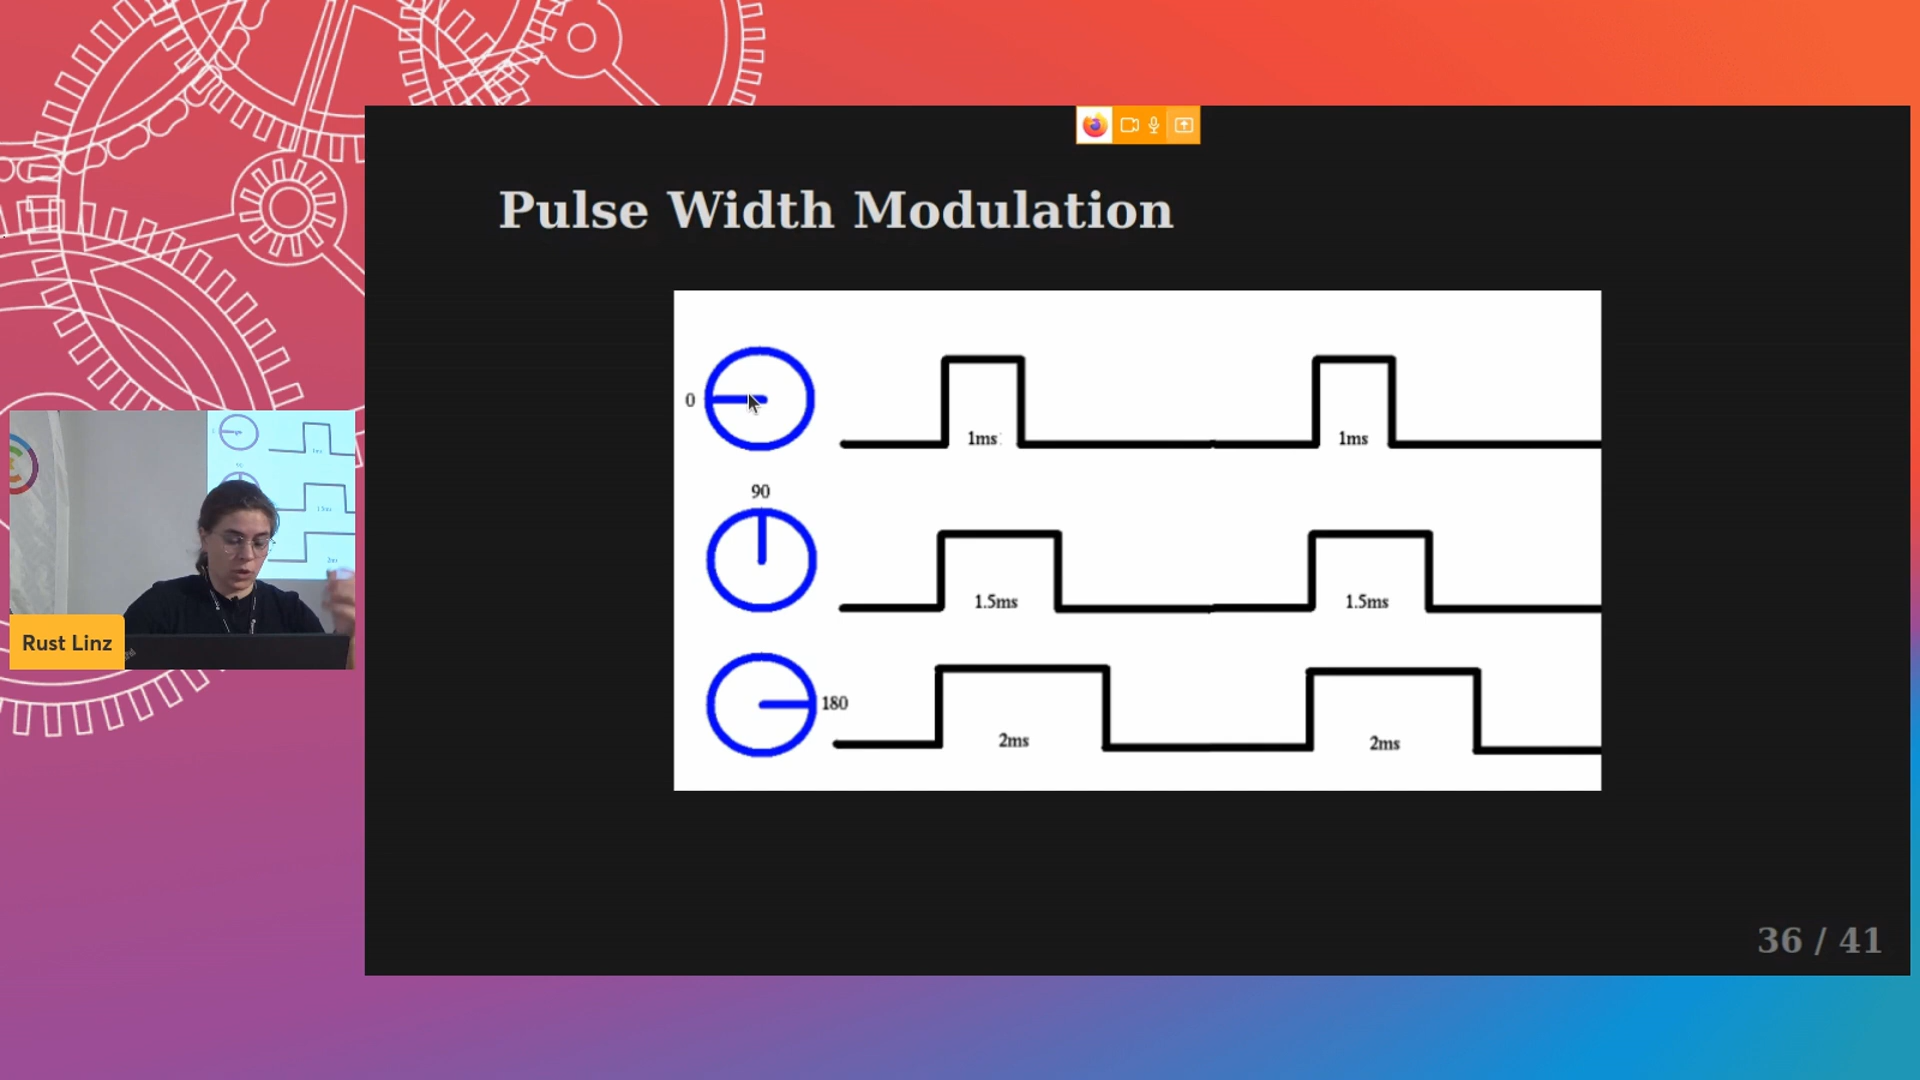 Pulse Width Modulation
0
1ms
1ms
90
1.5ms
1.5ms
180
2ms
2ms
Rust Linz
36 / 41